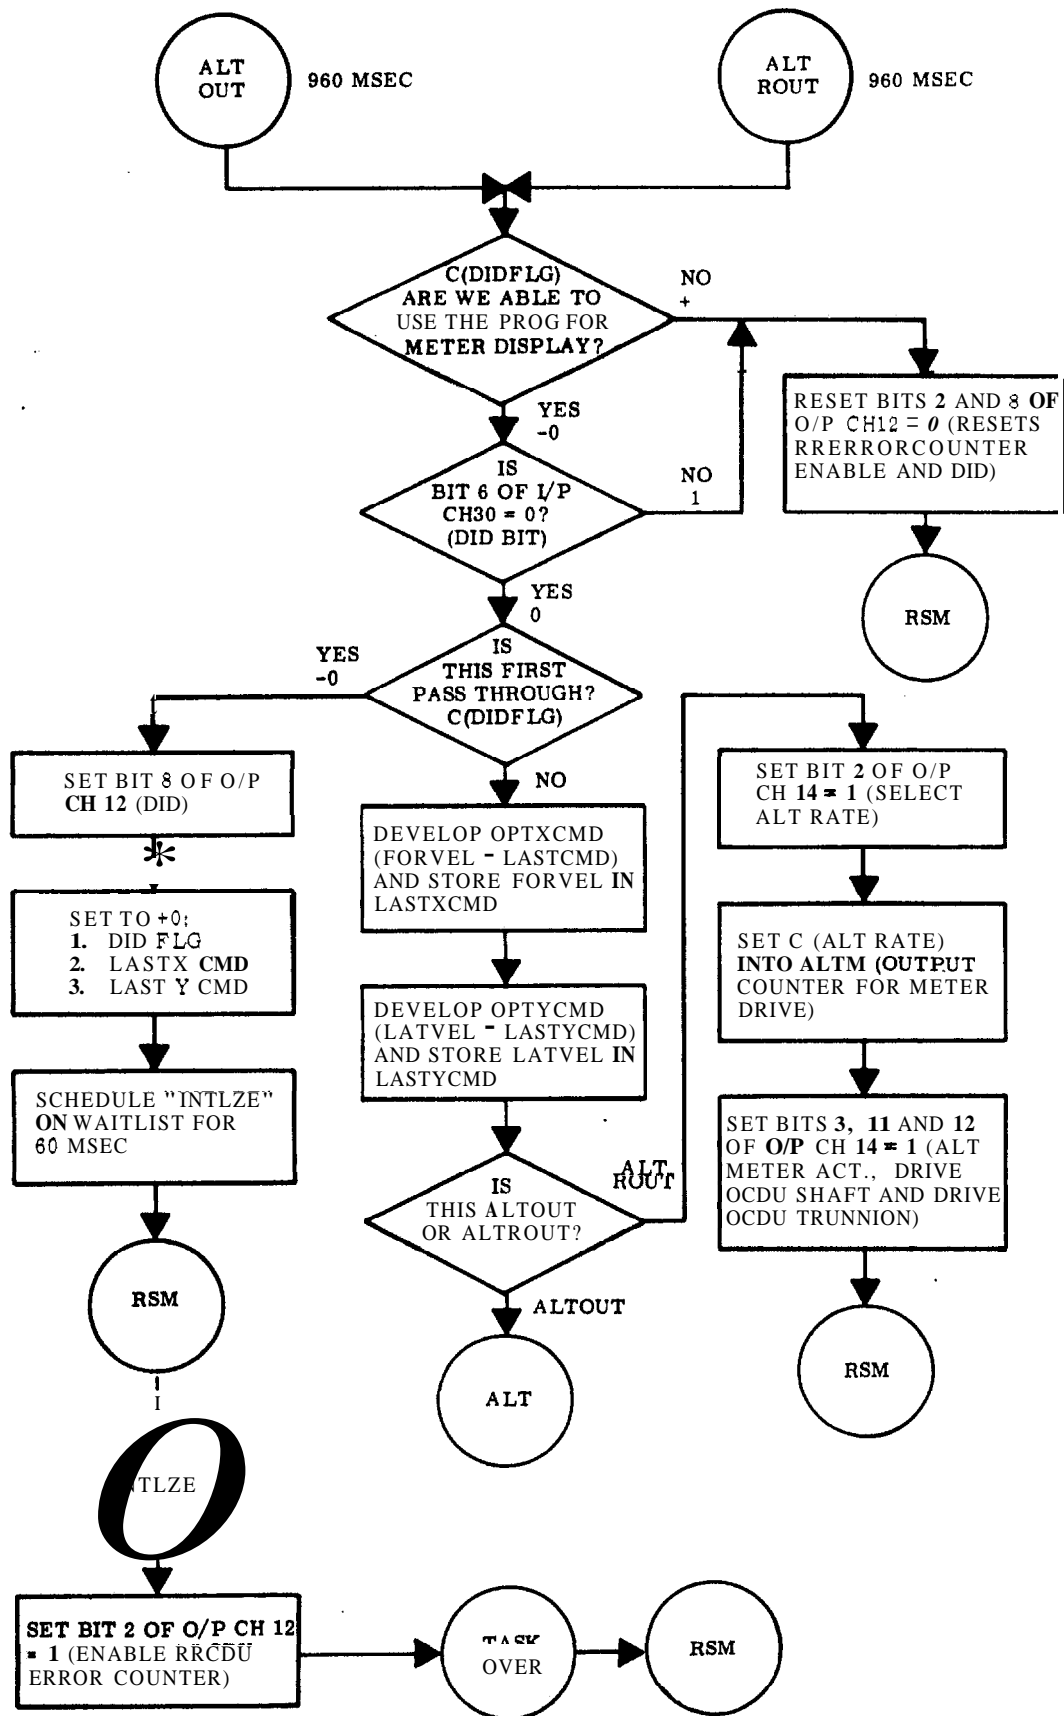 ALT
OUT
960 MSEC
ALT
ROUT
960 MSEC
C(DIDFLG)
ARE WE ABLE TO
USE THE PROG FOR
METER DISPLAY?
NO
+
YES
-0
RESET BITS 2 AND 8 OF
O/P CH12 = 0 (RESETS
RRERRORCOUNTER
ENABLE AND DID)
RSM
IS
BIT 6 OF I/P
CH30 = 0?
(DID BIT)
NO
1
YES
0
IS
THIS FIRST
PASS THROUGH?
C(DIDFLG)
YES
-0
NO
SET BIT 8 OF O/P
CH 12 (DID)
*
SET TO +0;
1. DID FLG
2. LASTX CMD
3. LAST Y CMD
SCHEDULE "INTLZE"
ON WAITLIST FOR
60 MSEC
RSM
I
NTLZE
SET BIT 2 OF O/P CH 12
= 1 (ENABLE RRCDU
ERROR COUNTER)
TASK
OVER
RSM
DEVELOP OPTXCMD
(FORVEL - LASTCMD)
AND STORE FORVEL IN
LASTXCMD
DEVELOP OPTYCMD
(LATVEL - LASTYCMD)
AND STORE LATVEL IN
LASTYCMD
IS
THIS ALTOUT
OR ALTROUT?
ALT
ROUT
ALTOUT
ALT
SET BIT 2 OF O/P
CH 14 = 1 (SELECT
ALT RATE)
SET C (ALT RATE)
INTO ALTM (OUTPUT
COUNTER FOR METER
DRIVE)
SET BITS 3, 11 AND 12
OF O/P CH 14 = 1 (ALT
METER ACT., DRIVE
OCDU SHAFT AND DRIVE
OCDU TRUNNION)
RSM